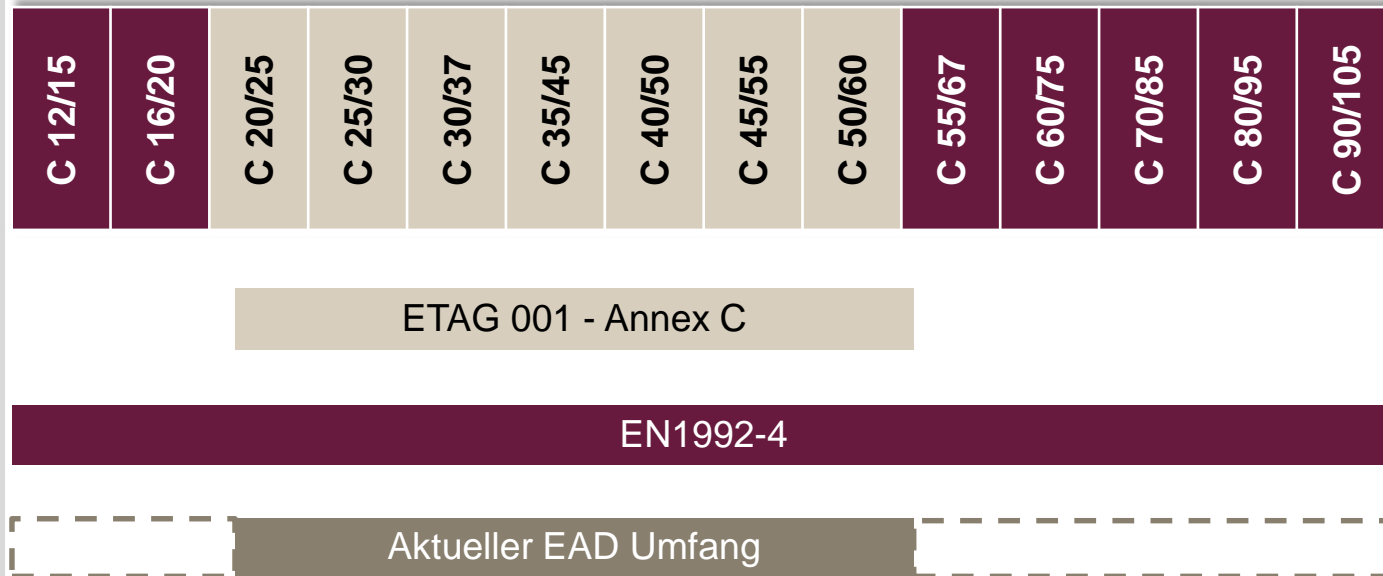 C 12/15
C 16/20
C 20/25
C 25/30
C 30/37
C 35/45
C 40/50
C 45/55
C 50/60
C 55/67
C 60/75
C 70/85
C 80/95
C 90/105
ETAG 001 - Annex C
EN1992-4
Aktueller EAD Umfang